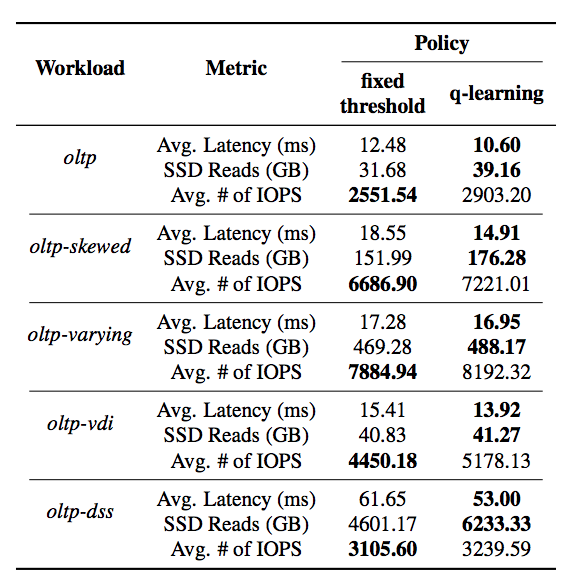 Policy
Workload Metric
fixed threshold q-learning
oltp
Avg. Latency (ms) 12.48 10.60
SSD Reads (GB) 31.68 39.16
Avg. # of IOPS 2551.54 2903.20
oltp-skewed
Avg. Latency (ms) 18.55 14.91
SSD Reads (GB) 151.99 176.28
Avg. # of IOPS 6686.90 7221.01
oltp-varying
Avg. Latency (ms) 17.28 16.95
SSD Reads (GB) 469.28 488.17
Avg. # of IOPS 7884.94 8192.32
oltp-vdi
Avg. Latency (ms) 15.41 13.92
SSD Reads (GB) 40.83 41.27
Avg. # of IOPS 4450.18 5178.13
oltp-dss
Avg. Latency (ms) 61.65 53.00
SSD Reads (GB) 4601.17 6233.33
Avg. # of IOPS 3105.60 3239.59